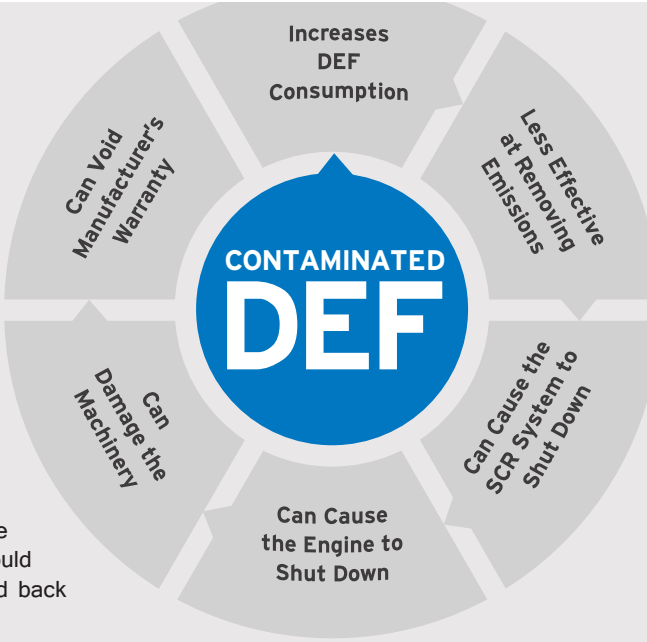 CONTAMINATED
DEF
Increases
DEF
Consumption
Less Effective
at Removing
Emissions
Can Cause the
SCR System to
Shut Down
Can Cause
the Engine to
Shut Down
Can
Damage the
Machinery
Can Void
Manufacturer's
Warranty
back